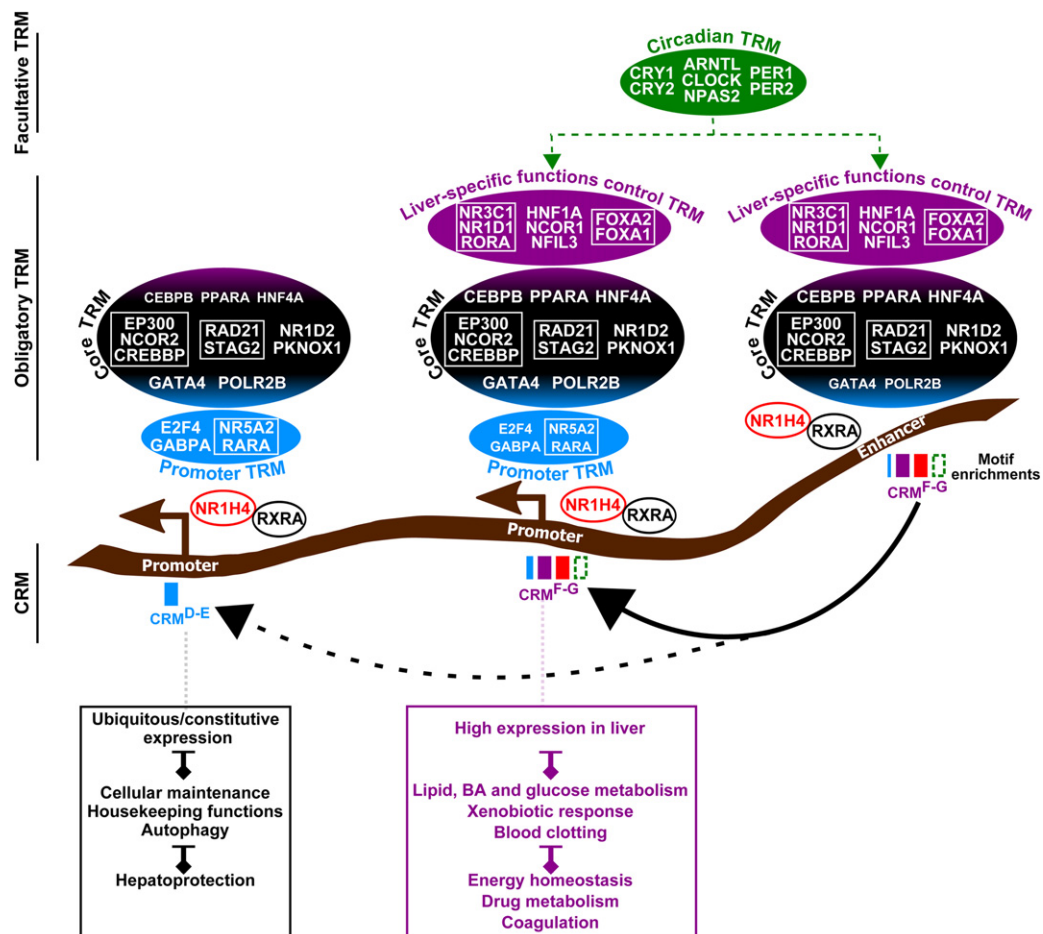 Facultative TRM
Circadian TRM
CRY1 ARNTL PER1
CRY2 CLOCK PER2
NPAS2
Obligatory TRM
Liver-specific functions control TRM
NR3C1 HNF1A FOXA2
NR1D1 NCOR1 FOXA1
RORA NFIL3
Liver-specific functions control TRM
NR3C1 HNF1A FOXA2
NR1D1 NCOR1 FOXA1
RORA NFIL3
Core TRM
CEBPB PPARA HNF4A
EP300 RAD21 NR1D2
NCOR2 STAG2 PKNOX1
CREBBP
GATA4 POLR2B
Core TRM
CEBPB PPARA HNF4A
EP300 RAD21 NR1D2
NCOR2 STAG2 PKNOX1
CREBBP
GATA4 POLR2B
Core TRM
CEBPB PPARA HNF4A
EP300 RAD21 NR1D2
NCOR2 STAG2 PKNOX1
CREBBP
GATA4 POLR2B
E2F4 NR5A2
GABPA RARA
Promoter TRM
E2F4 NR5A2
GABPA RARA
Promoter TRM
NR1H4
RXRA
Enhancer
Motif
enrichments
CRM F-G
NR1H4
RXRA
NR1H4
RXRA
CRM
Promoter
Promoter
CRM D-E
CRM F-G
Ubiquitous/constitutive
expression
Cellular maintenance
Housekeeping functions
Autophagy
Hepatoprotection
High expression in liver
Lipid, BA and glucose metabolism
Xenobiotic response
Blood clotting
Energy homeostasis
Drug metabolism
Coagulation